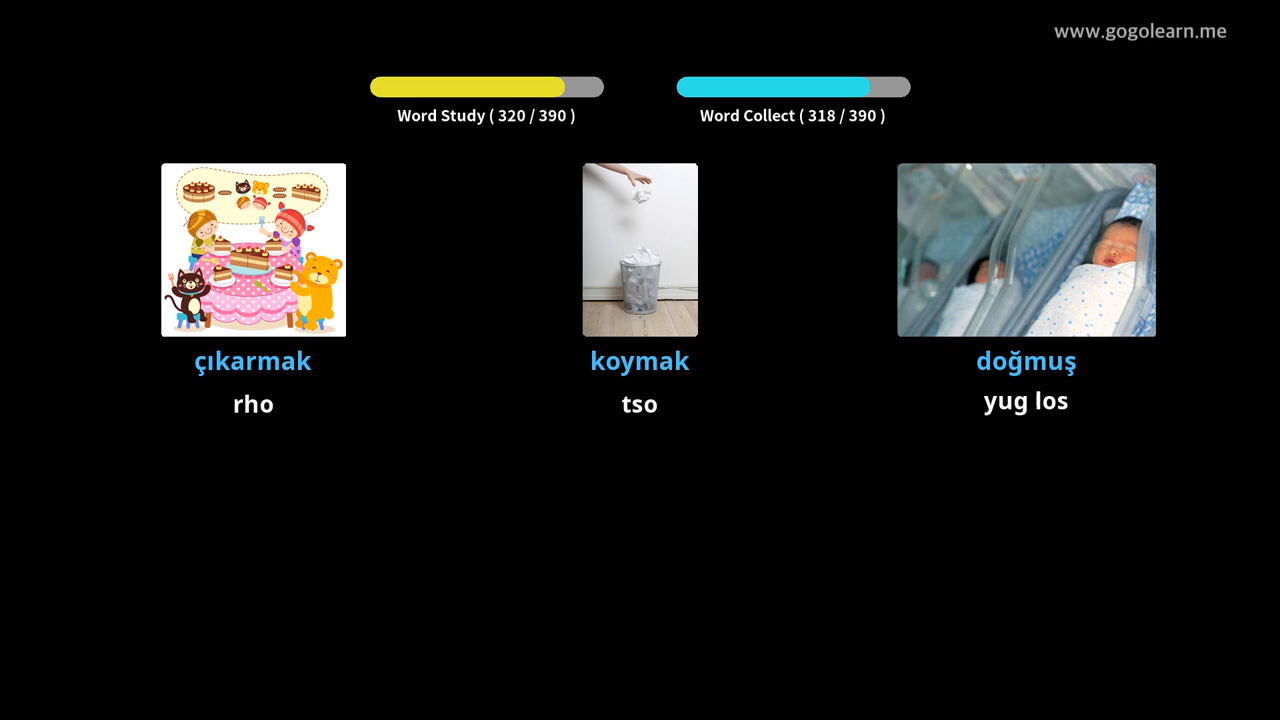 www.gogolearn.me
Word Study ( 320 / 390 )
Word Collect ( 318 / 390 )
çıkarmak
koymak
doğmuş
rho
tso
yug los